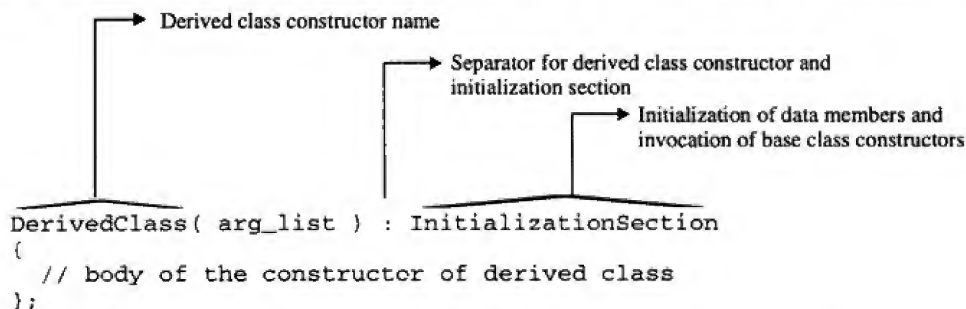 Derived class constructor name
Separator for derived class constructor and
initialization section
Initialization of data members and
invocation of base class constructors
DerivedClass( arg_list ) : InitializationSection
{
// body of the constructor of derived class
};